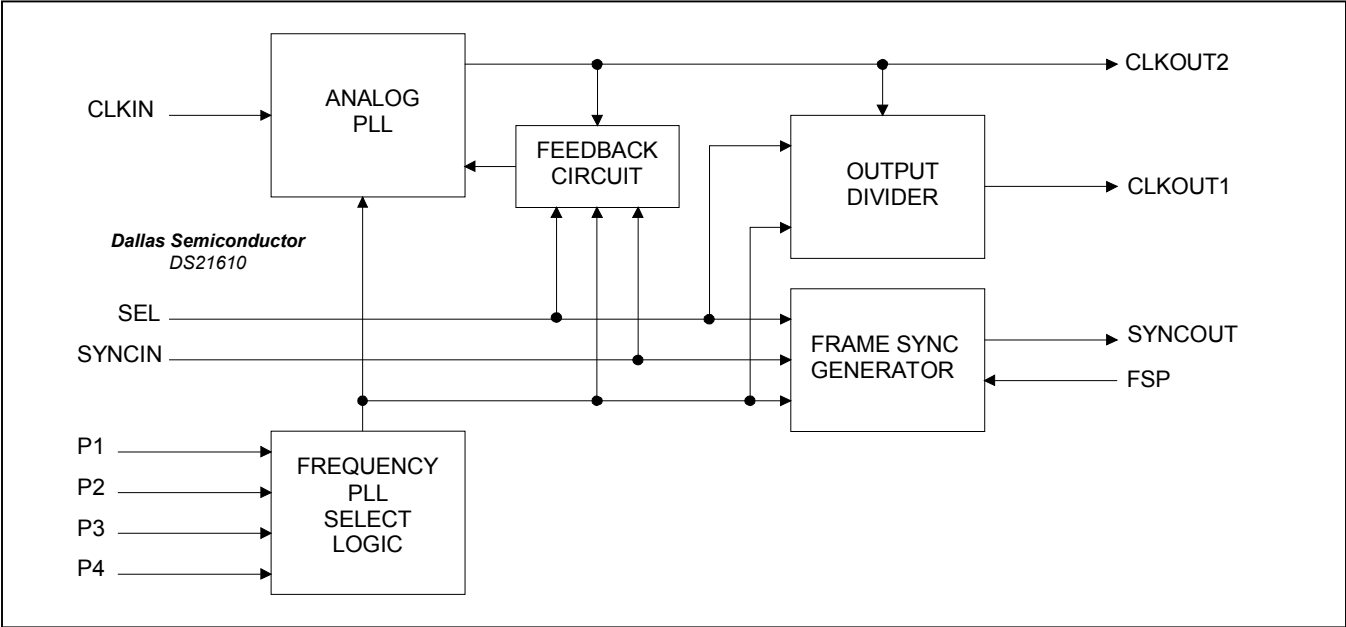 ANALOG
PLL
CLKIN
CLKOUT2
FEEDBACK
CIRCUIT
OUTPUT
DIVIDER
CLKOUT1
Dallas Semiconductor
DS21610
SEL
SYNCIN
FRAME SYNC
GENERATOR
SYNCOUT
FSP
P1
P2
P3
P4
FREQUENCY
PLL
SELECT
LOGIC